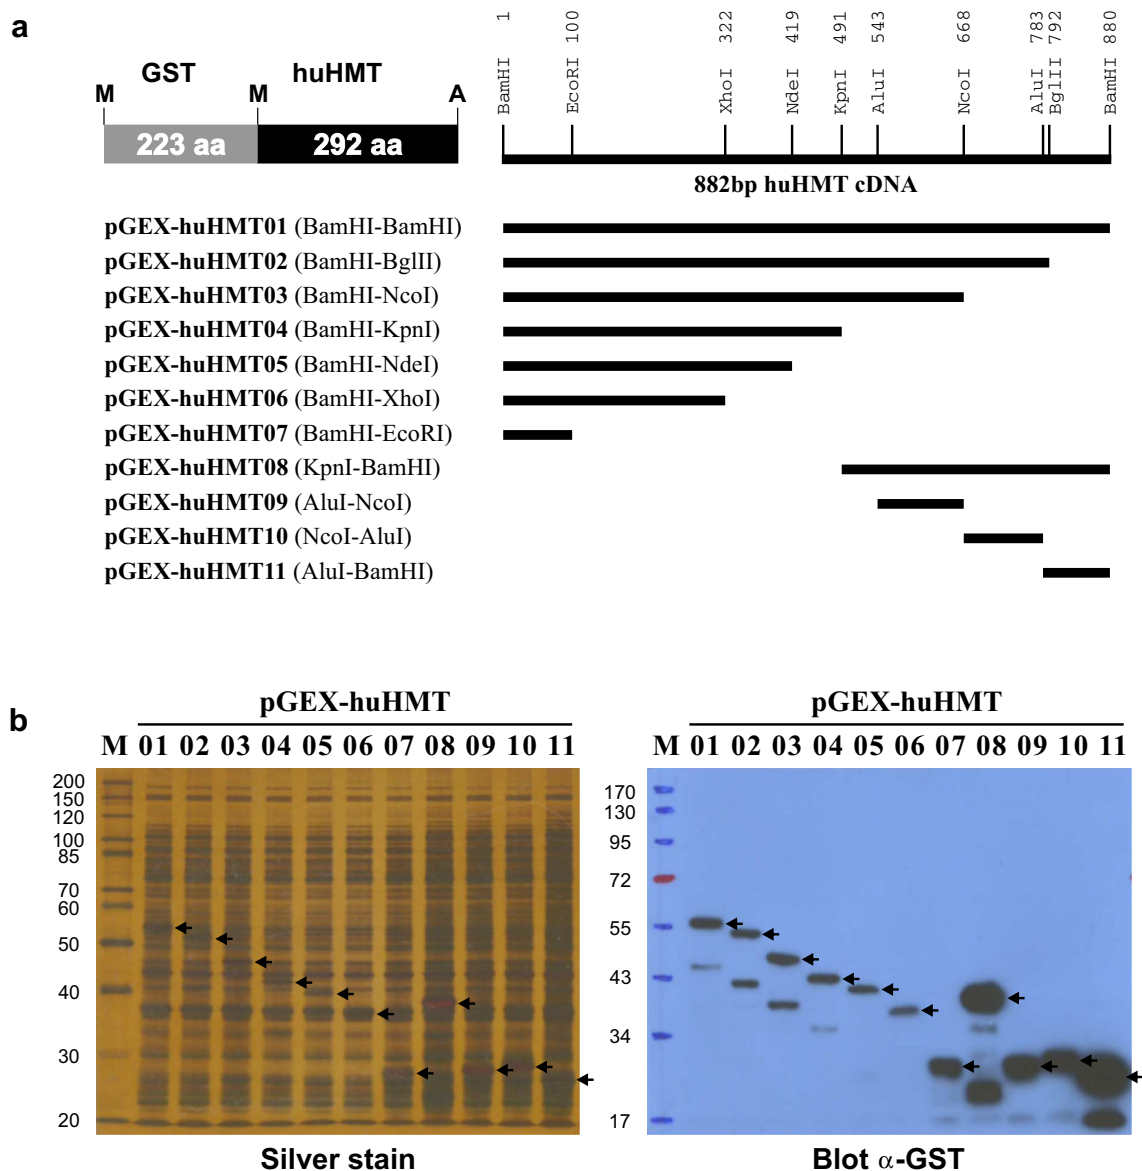 a
1 100 322 419 491 543 668 783 792 880
BamHI EcoRI XhoI NdeI KpnI AluI NcoI AluI BglII BamHI
GST huHMT
M M A
223 aa 292 aa
882bp huHMT cDNA
pGEX-huHMT01 (BamHI-BamHI)
pGEX-huHMT02 (BamHI-BglII)
pGEX-huHMT03 (BamHI-NcoI)
pGEX-huHMT04 (BamHI-KpnI)
pGEX-huHMT05 (BamHI-NdeI)
pGEX-huHMT06 (BamHI-XhoI)
pGEX-huHMT07 (BamHI-EcoRI)
pGEX-huHMT08 (KpnI-BamHI)
pGEX-huHMT09 (AluI-NcoI)
pGEX-huHMT10 (NcoI-AluI)
pGEX-huHMT11 (AluI-BamHI)
b
pGEX-huHMT
M 01 02 03 04 05 06 07 08 09 10 11
200
150
120
100
85
70
60
50
40
30
20
Silver stain
pGEX-huHMT
M 01 02 03 04 05 06 07 08 09 10 11
170
130
95
72
55
43
34
17
Blot α-GST